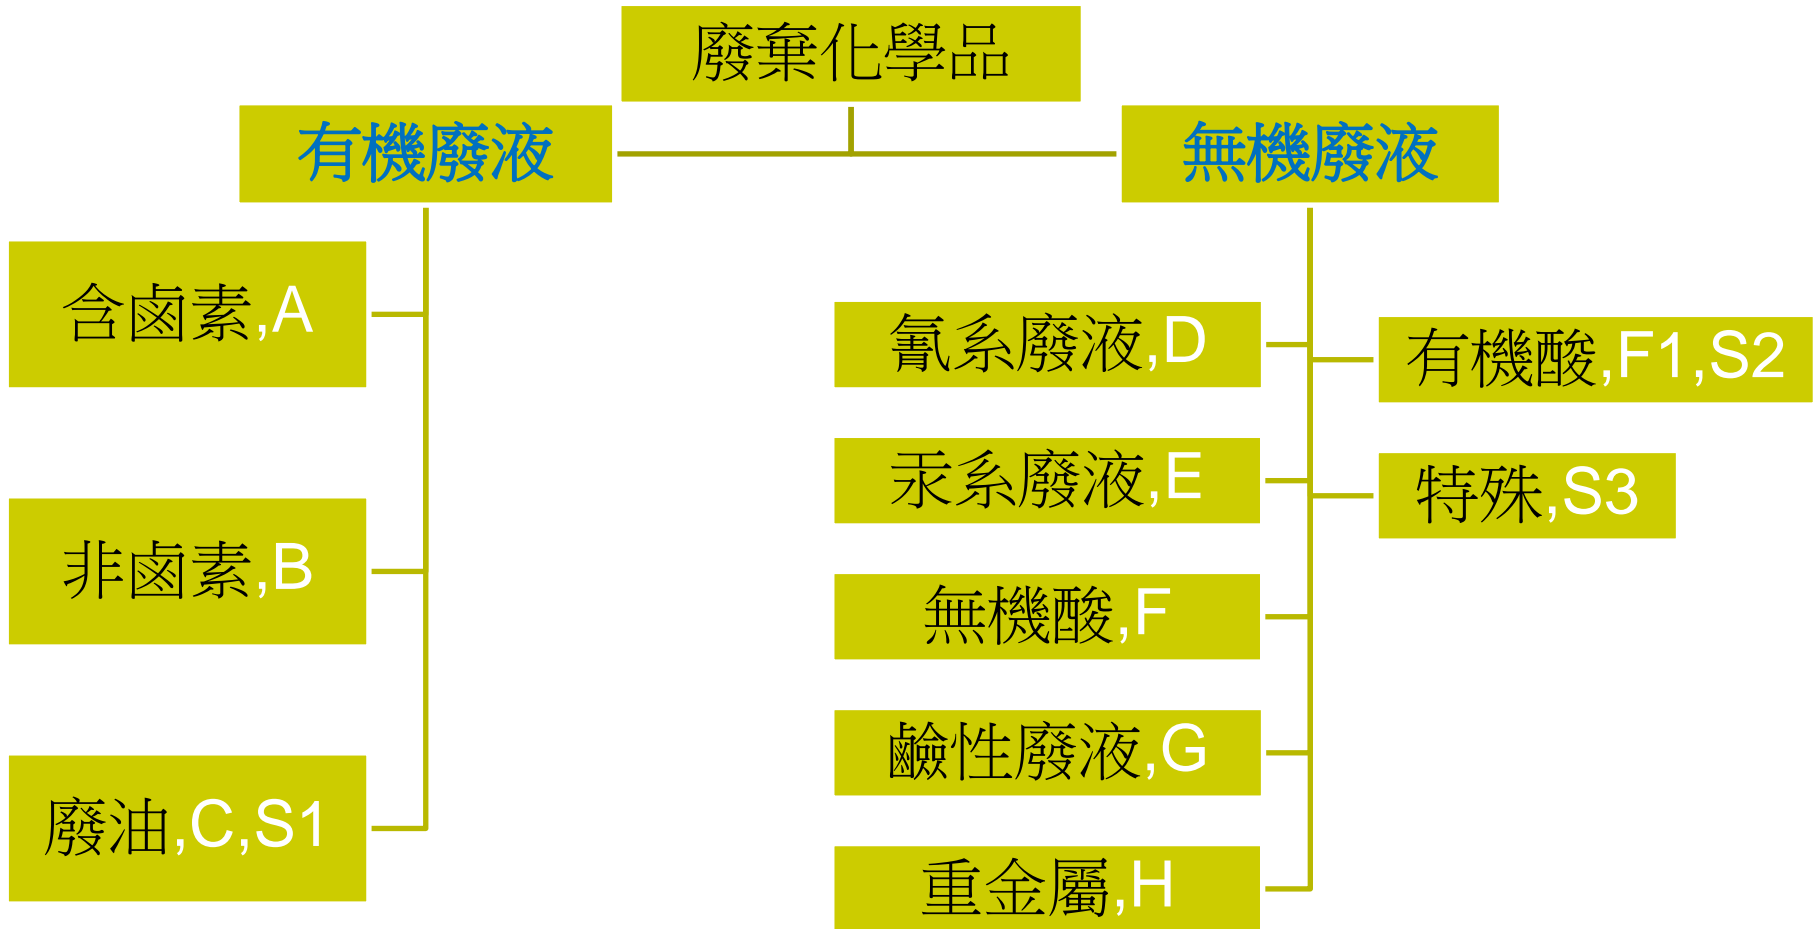 廢棄化學品
有機廢液
無機廢液
含鹵素,A
非鹵素,B
廢油,C,S1
氰系廢液,D
汞系廢液,E
無機酸,F
鹼性廢液,G
重金屬,H
有機酸,F1,S2
特殊,S3